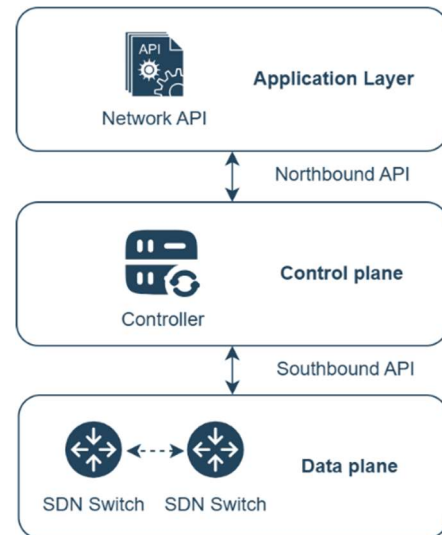 API
Application Layer
Network API
Northbound API
Control plane
Controller
Southbound API
Data plane
SDN Switch SDN Switch